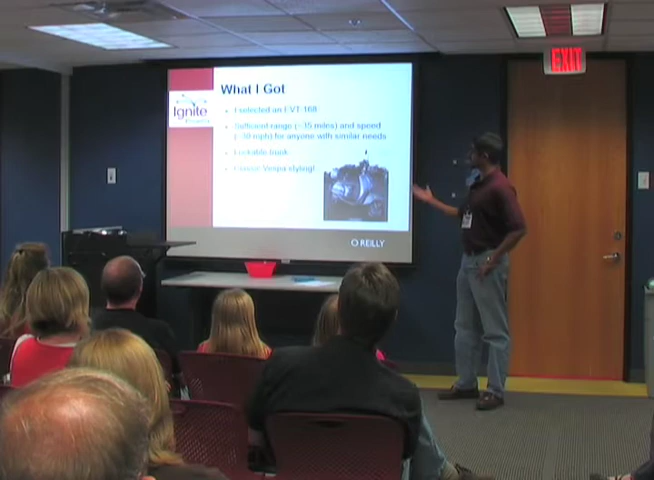 What I Got
EXIT
• I selected an EVT 168
Ignite
• Sufficient range (~35 miles) and speed
(~30 mph) for anyone with similar needs
• Lockable trunk
• Classic Vespa styling!
O'REILLY